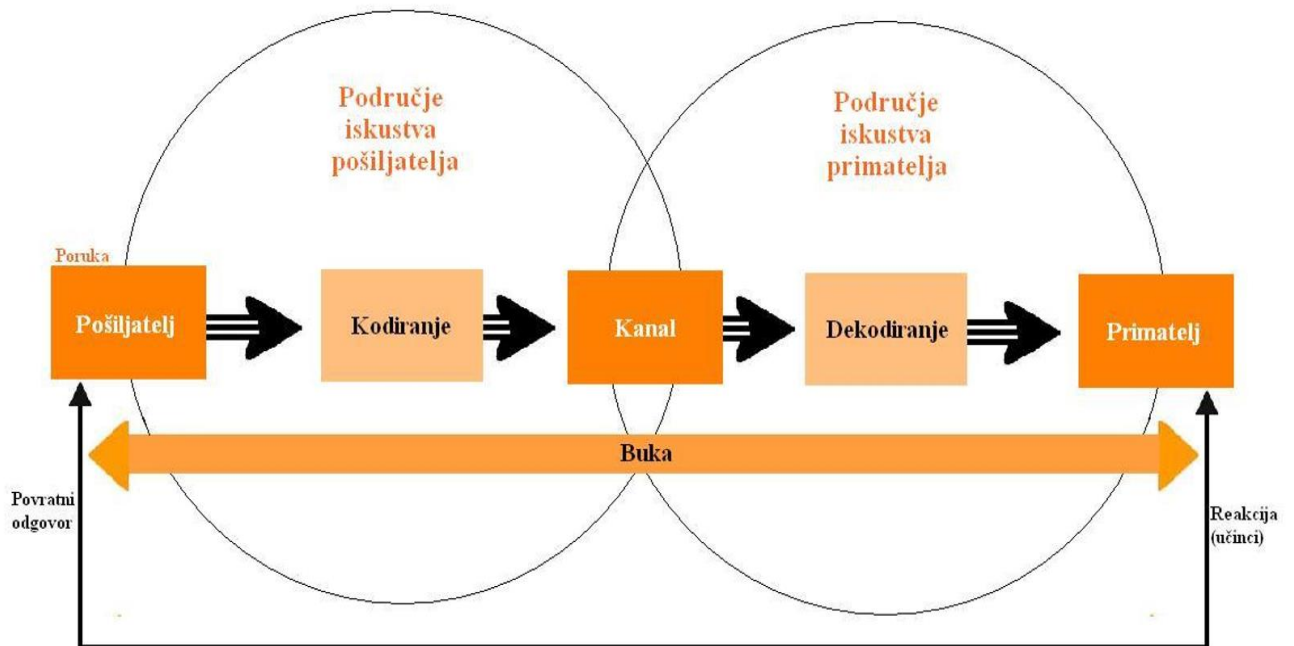 Područje
iskustva
pošiljatelja
Područje
iskustva
primatelja
Poruka
Pošiljatelj
Kodiranje
Kanal
Dekodiranje
Primatelj
Buka
Povratni
odgovor
Reakcija
(učinci)